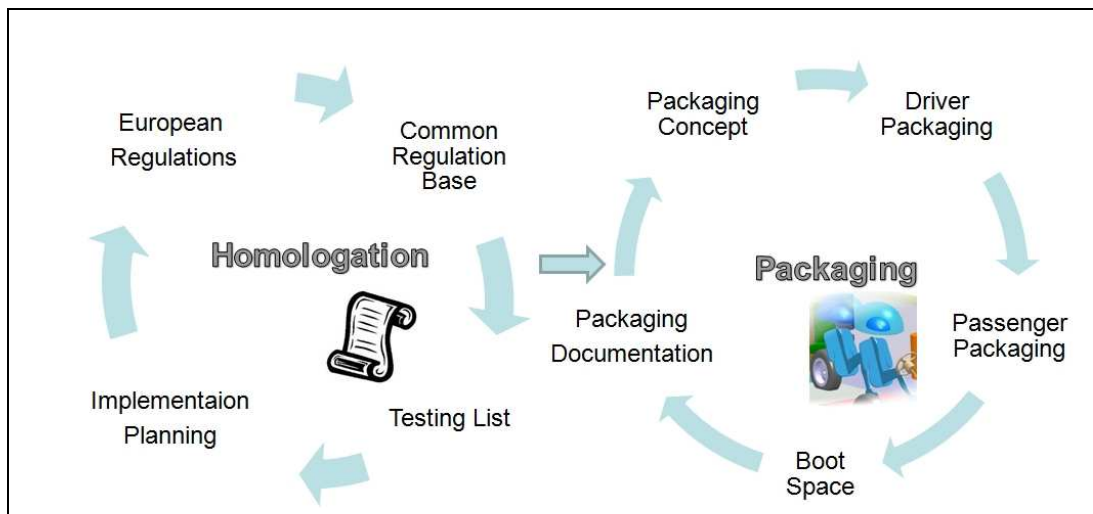 European
Regulations
Common
Regulation
Base
Homologation
Testing List
Implementaion
Planning
Packaging
Concept
Driver
Packaging
Packaging
Passenger
Packaging
Boot
Space
Packaging
Documentation